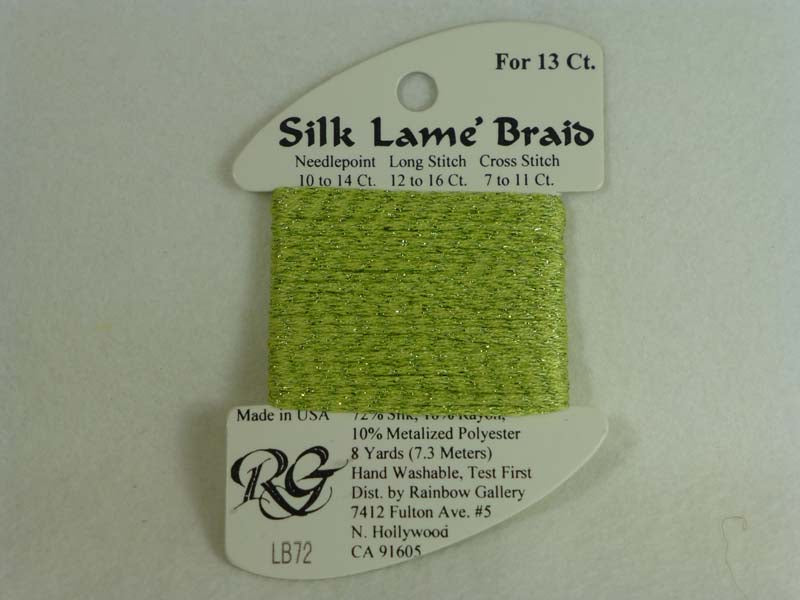 For 13 Ct.
Silk Lame' Braid
Needlepoint Long Stitch Cross Stitch
10 to 14 Ct. 12 to 16 Ct. 7 to 11 Ct.
Made in USA
72% Silk, 18% Rayon,
10% Metalized Polyester
8 Yards (7.3 Meters)
Hand Washable, Test First
Dist. by Rainbow Gallery
7412 Fulton Ave. #5
N. Hollywood
CA 91605
RG
LB72